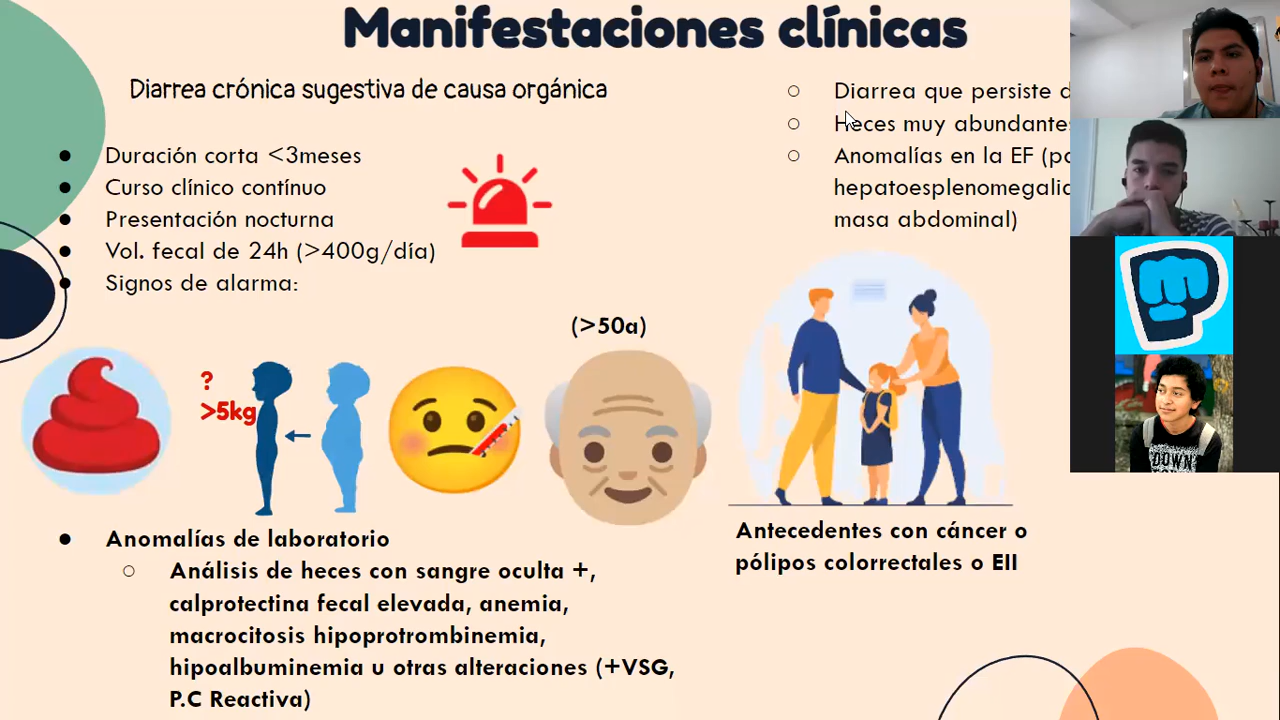 Manifestaciones clínicas
Diarrea crónica sugestiva de causa orgánica
Duración corta <3meses
Curso clínico contínuo
Presentación nocturna
Vol. fecal de 24h (>400g/día)
Signos de alarma:
Diarrea que persiste
Heces muy abundantes
Anomalías en la EF
hepatoesplenomegalia
masa abdominal)
(>50a)
?
>5kg
Antecedentes con cáncer o
pólipos colorrectales o EII
Anomalías de laboratorio
Análisis de heces con sangre oculta +,
calprotectina fecal elevada, anemia,
macrocitosis hipoprotrombinemia,
hipoalbuminemia u otras alteraciones (+VSG,
P.C Reactiva)
DOWN